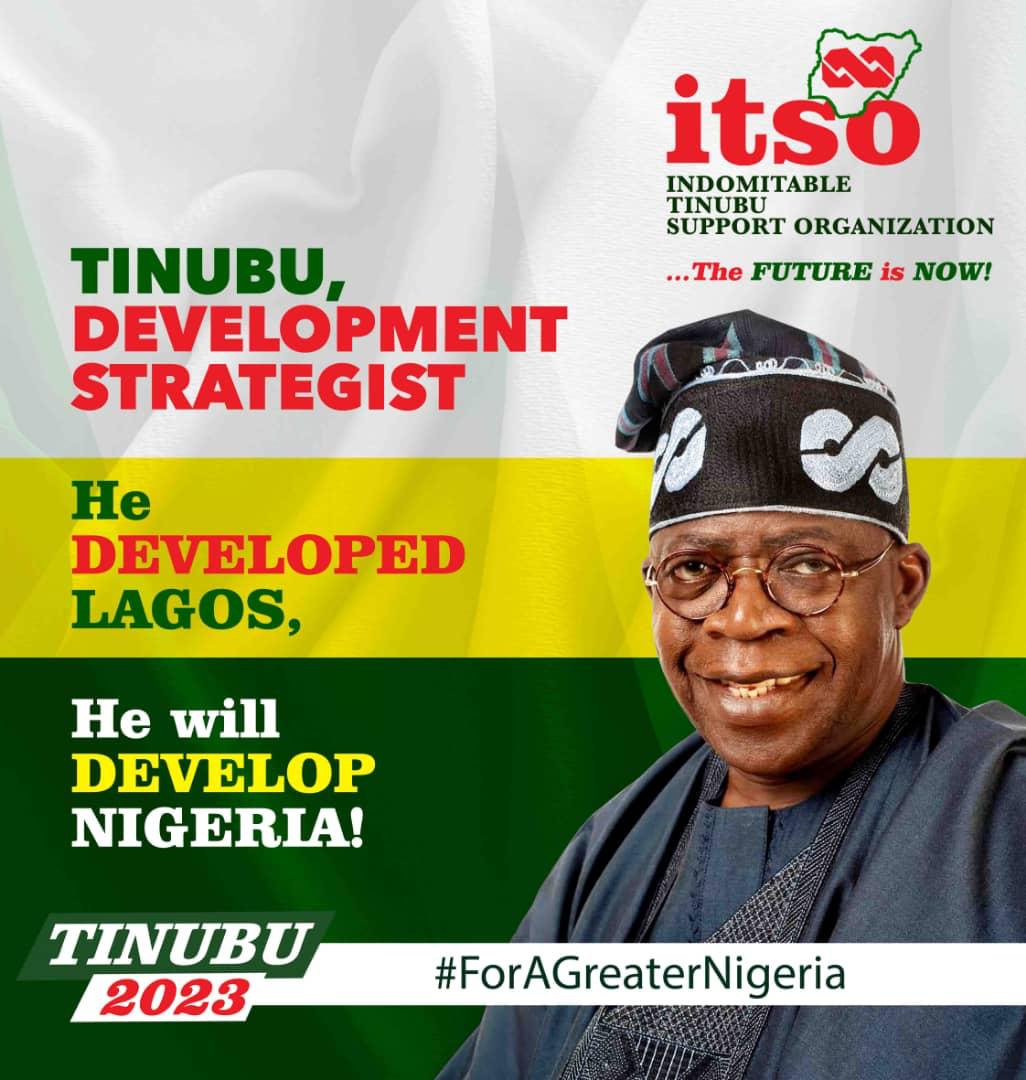 itso
INDOMITABLE
TINUBU
SUPPORT ORGANIZATION
...The FUTURE is NOW!
TINUBU,
DEVELOPMENT
STRATEGIST
He
DEVELOPED
LAGOS,
He will
DEVELOP
NIGERIA!
TINUBU
2023
#ForAGreaterNigeria